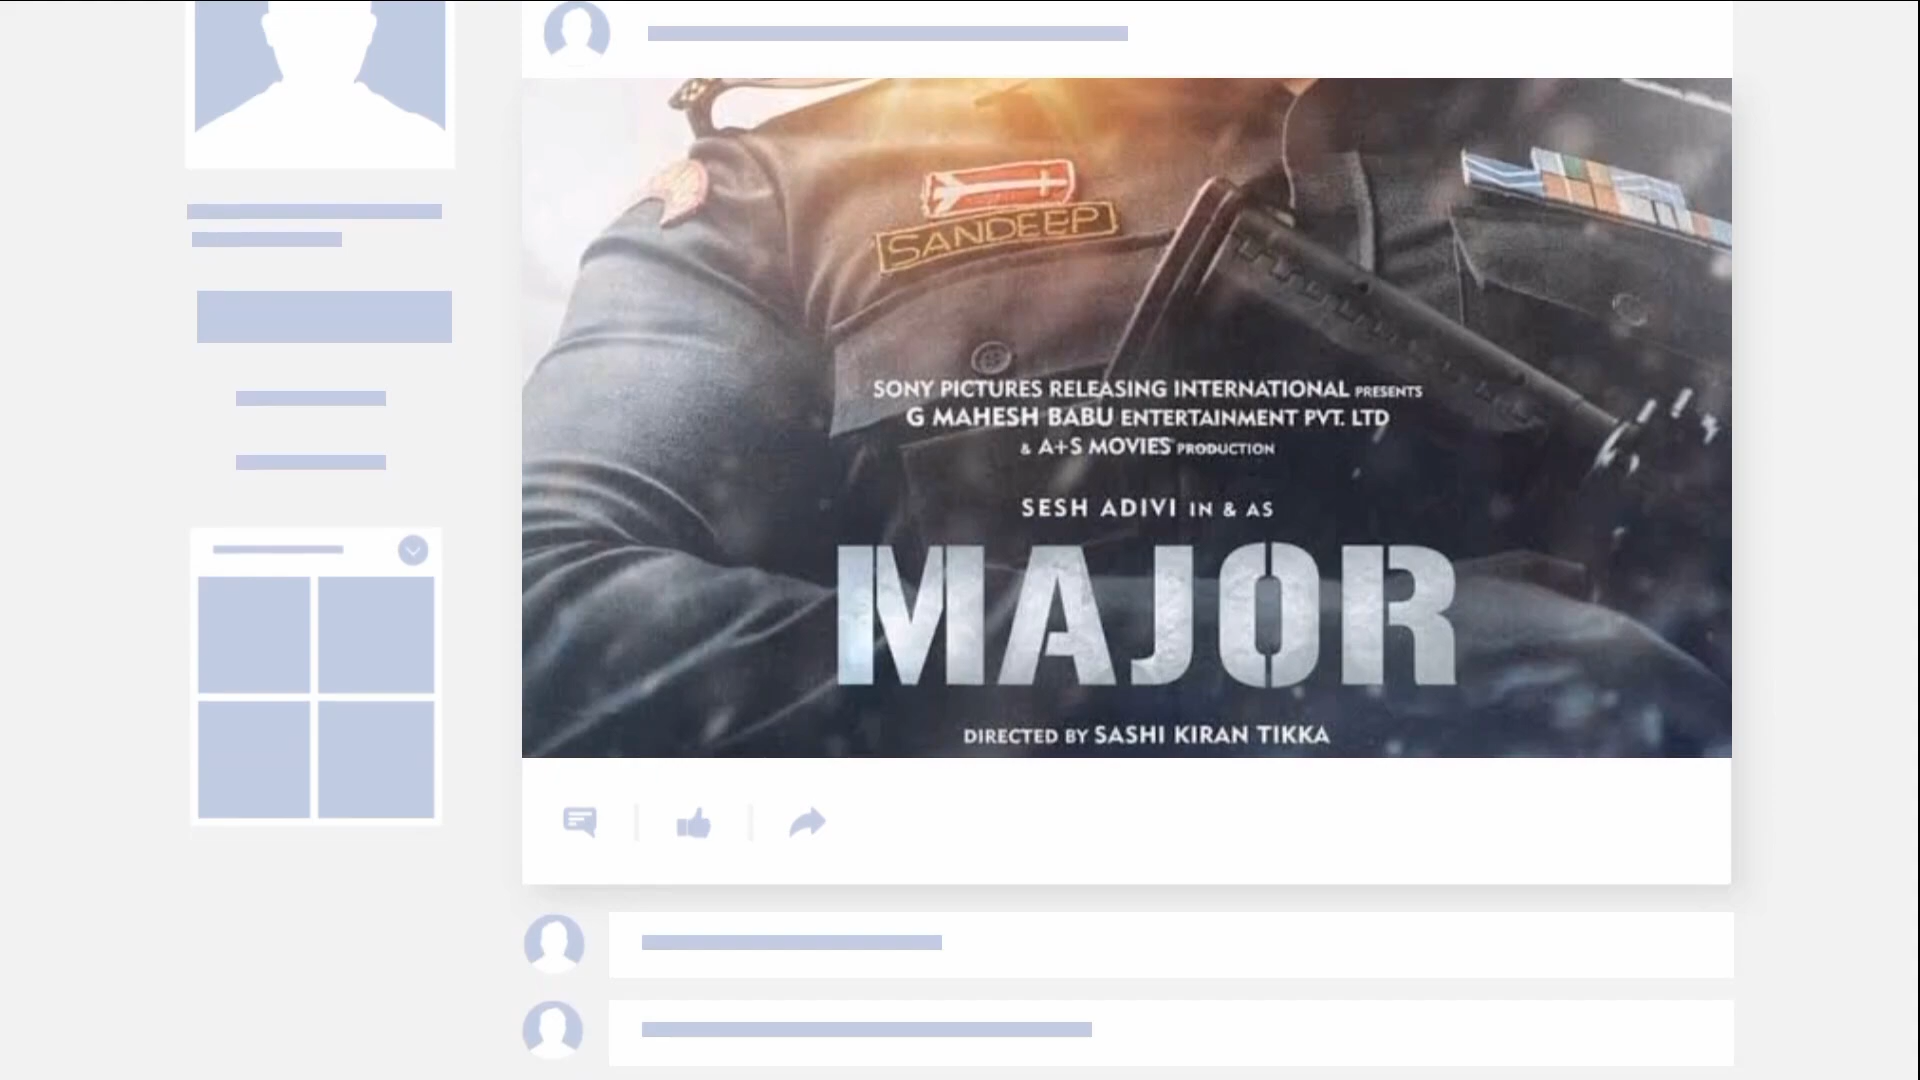 SANDEEP
SONY PICTURES RELEASING INTERNATIONAL PRESENTS
G MAHESH BABU ENTERTAINMENT PVT. LTD
& A+S MOVIES PRODUCTION
SESH ADIVI IN & AS
MAJOR
DIRECTED BY SASHI KIRAN TIKKA